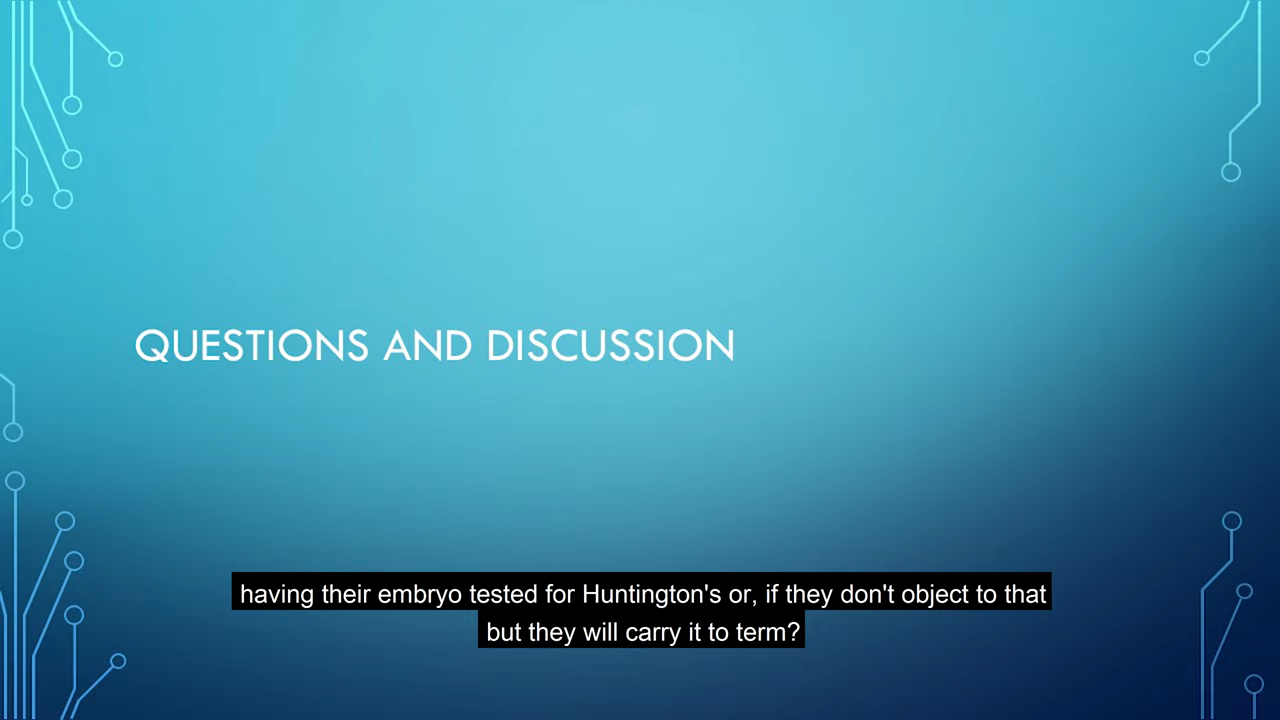 QUESTIONS AND DISCUSSION
having their embryo tested for Huntington's or, if they don't object to that
but they will carry it to term?